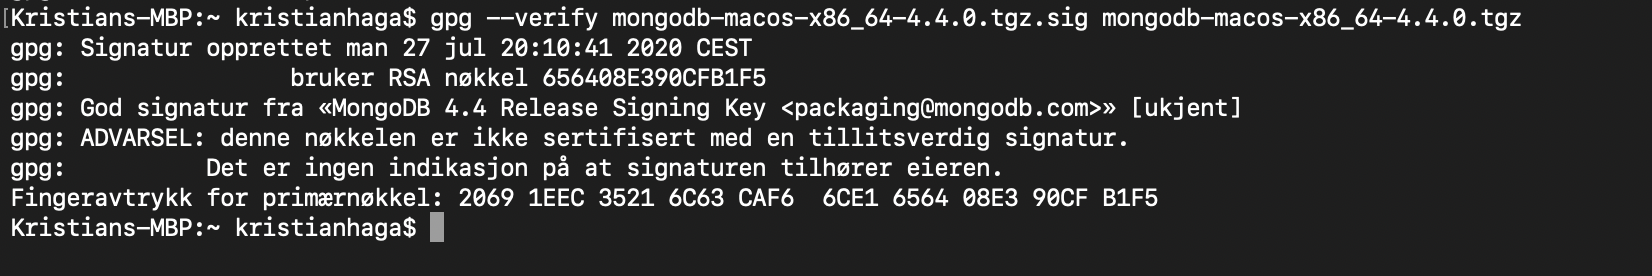 [Kristians-MBP:~ kristianhaga$ gpg --verify mongodb-macos-x86_64-4.4.0.tgz.sig mongodb-macos-x86_64-4.4.0.tgz
gpg: Signatur opprettet man 27 jul 20:10:41 2020 CEST
gpg:                bruker RSA nøkkel 656408E390CFB1F5
gpg: God signatur fra «MongoDB 4.4 Release Signing Key <packaging@mongodb.com>» [ukjent]
gpg: ADVARSEL: denne nøkkelen er ikke sertifisert med en tillitsverdig signatur.
gpg:          Det er ingen indikasjon på at signaturen tilhører eieren.
Fingeravtrykk for primærnøkkel: 2069 1EEC 3521 6C63 CAF6  6CE1 6564 08E3 90CF B1F5
Kristians-MBP:~ kristianhaga$